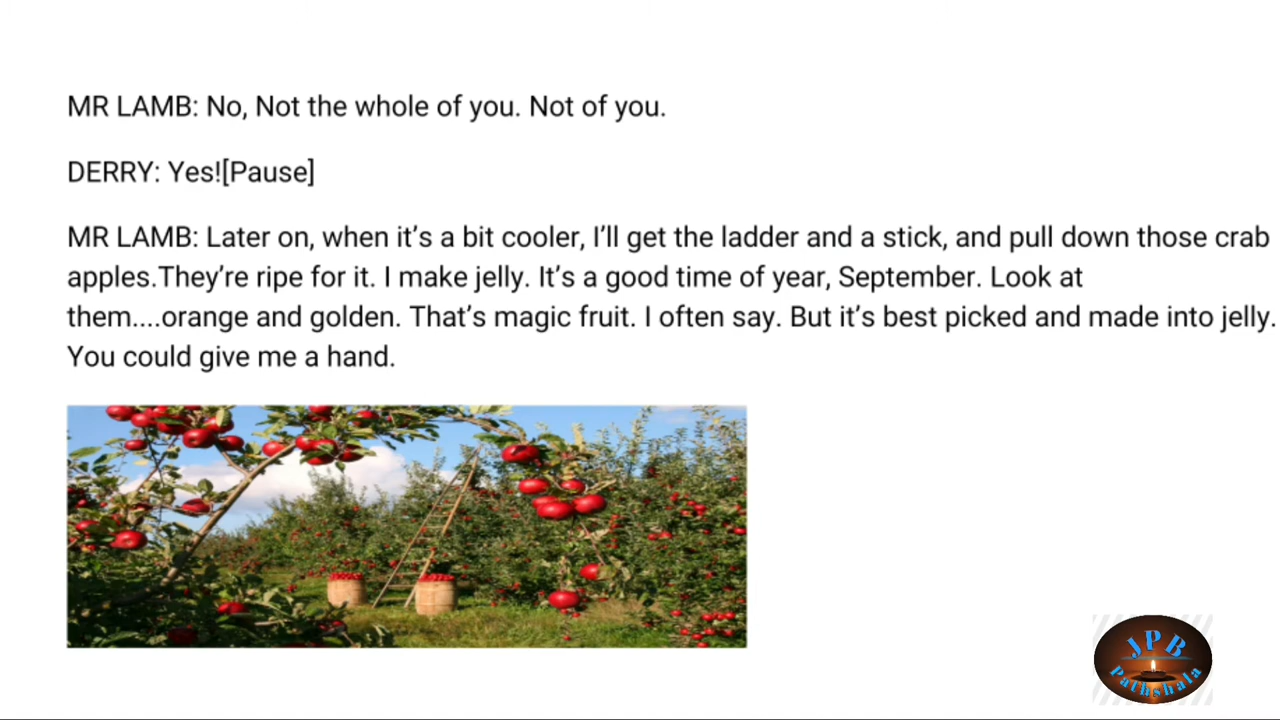 MR LAMB: No, Not the whole of you. Not of you.
DERRY: Yes![Pause]
MR LAMB: Later on, when it’s a bit cooler, I’ll get the ladder and a stick, and pull down those crab
apples.They’re ripe for it. I make jelly. It’s a good time of year, September. Look at
them....orange and golden. That’s magic fruit. I often say. But it’s best picked and made into jelly.
You could give me a hand.
JPB
Pathshala